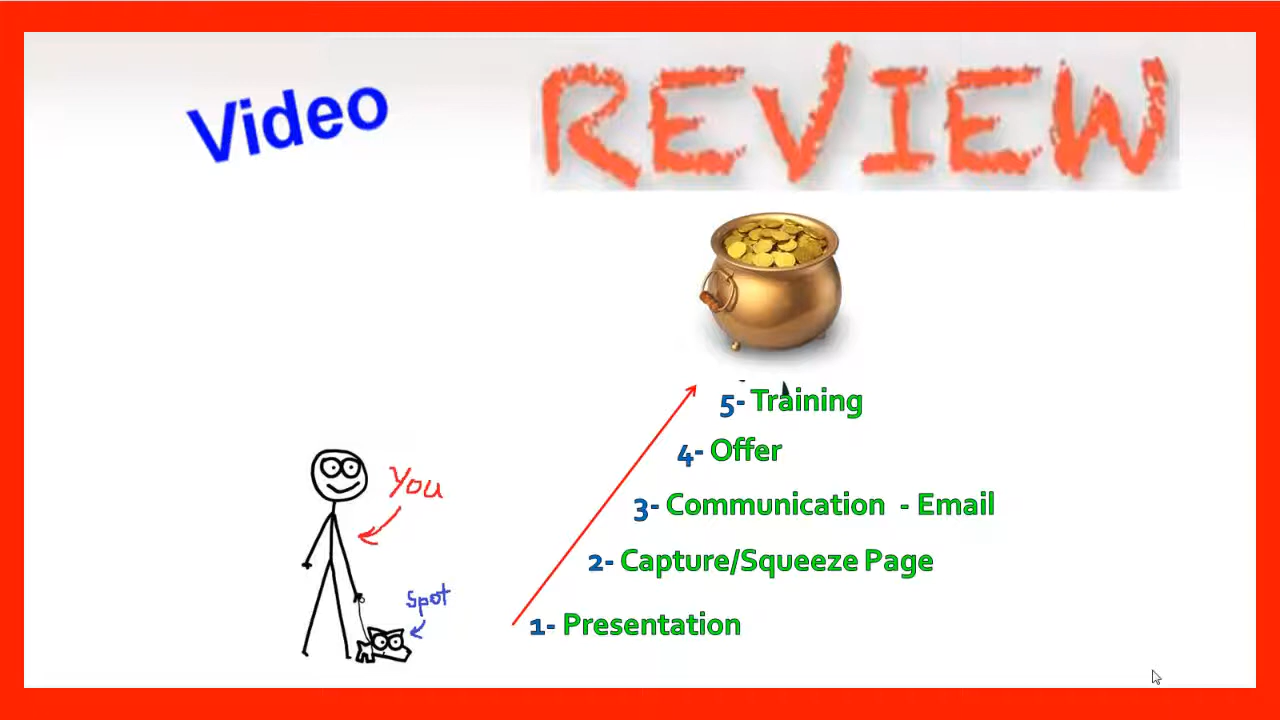 Video
REVIEW
5- Training
4- Offer
You
3- Communication - Email
2- Capture/Squeeze Page
Spot
1- Presentation